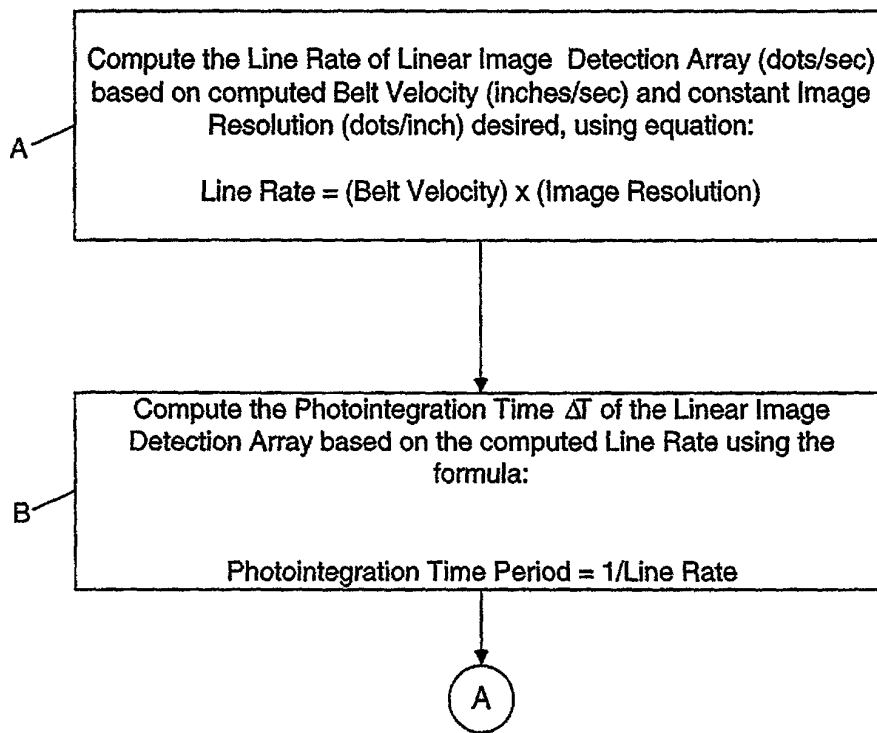 Compute the Line Rate of Linear Image Detection Array (dots/sec)
based on computed Belt Velocity (inches/sec) and constant Image
Resolution (dots/inch) desired, using equation:
A
Line Rate = (Belt Velocity) x (Image Resolution)
Compute the Photointegration Time ΔT of the Linear Image
Detection Array based on the computed Line Rate using the
formula:
B
Photointegration Time Period = 1/Line Rate
A